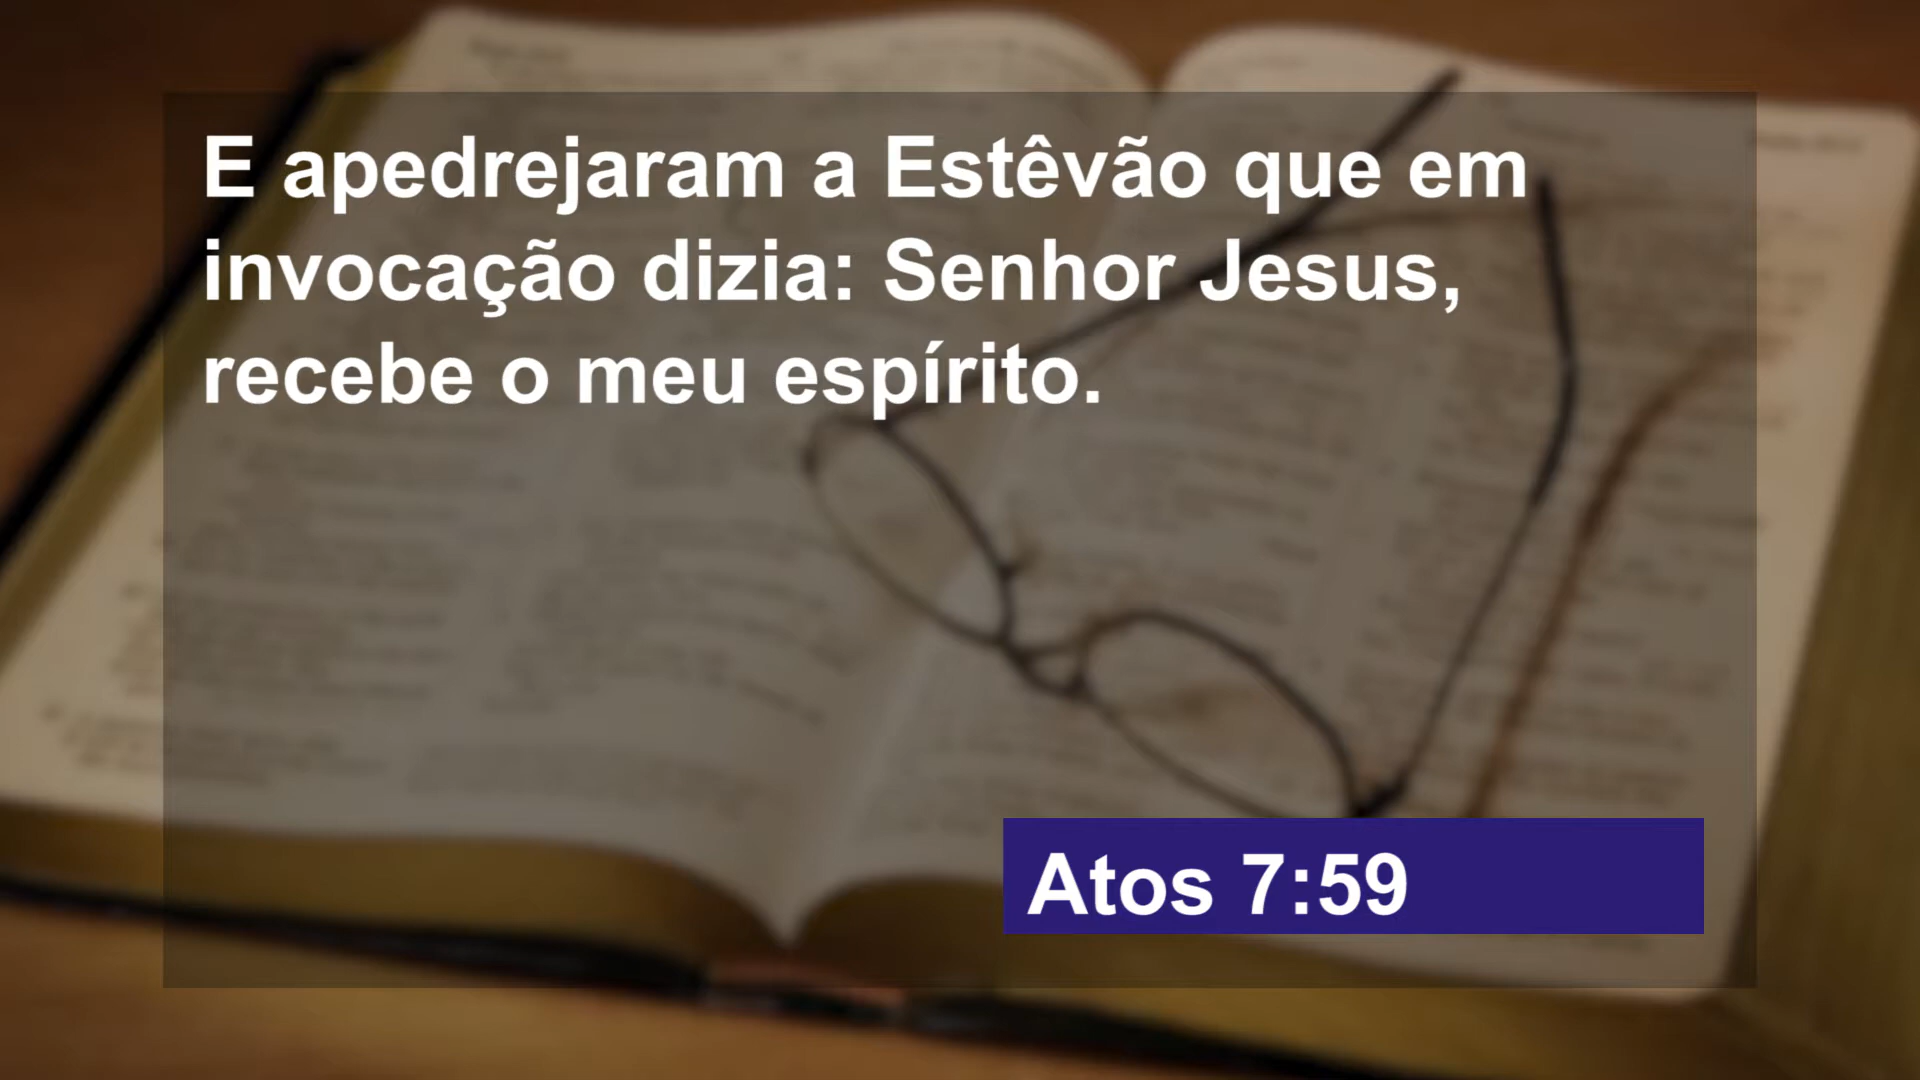 E apedrejaram a Estêvão que em
invocação dizia: Senhor Jesus,
recebe o meu espírito.
Atos 7:59